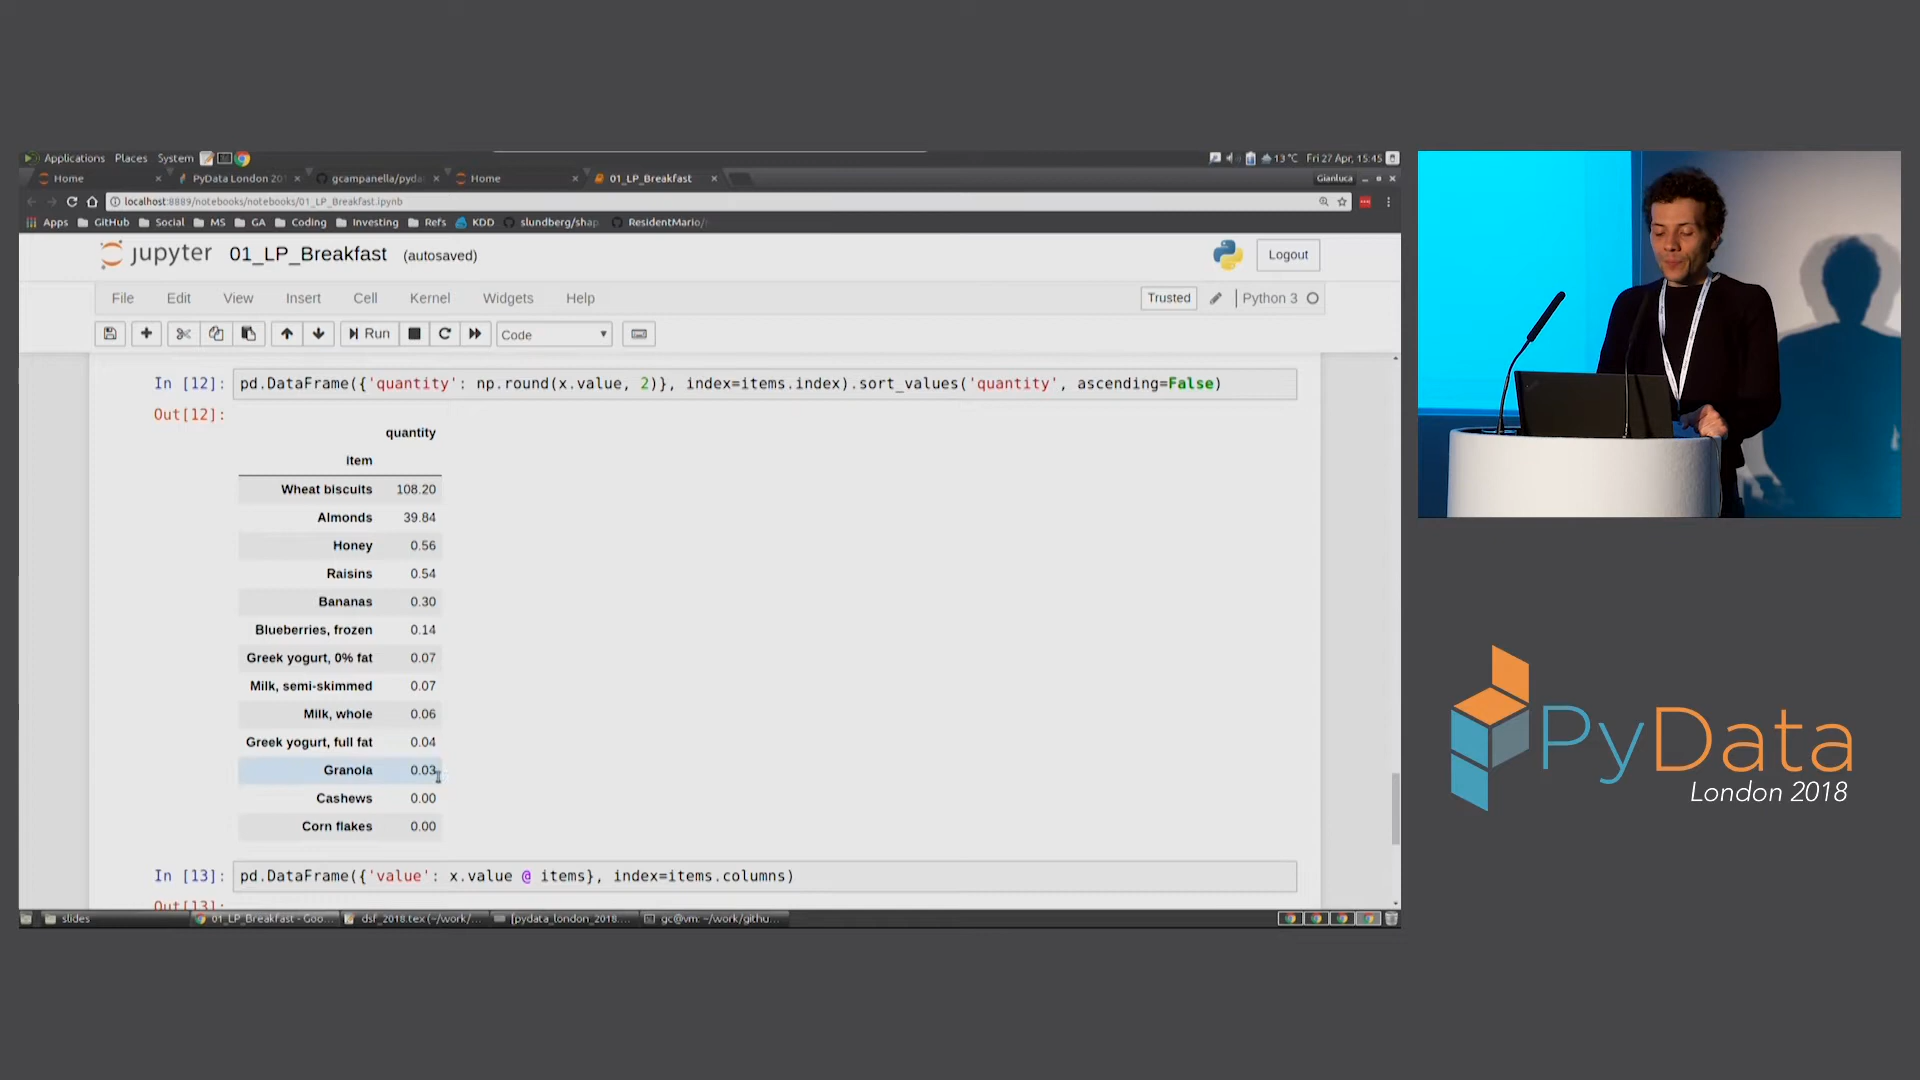 Applications Places System 13 °C Fri 27 Apr, 15:45
Home PyData London 201 gcampanella/pyda Home 01_LP_Breakfast Gianluca
localhost:8889/notebooks/notebooks/01_LP_Breakfast.ipynb
Apps GitHub Social MS GA Coding Investing Refs KDD slundberg/shap ResidentMario/
jupyter 01_LP_Breakfast (autosaved) Logout
File Edit View Insert Cell Kernel Widgets Help Trusted Python 3
Run Code
In [12]: pd.DataFrame({'quantity': np.round(x.value, 2)}, index=items.index).sort_values('quantity', ascending=False)
Out[12]:
quantity
item
Wheat biscuits 108.20
Almonds 39.84
Honey 0.56
Raisins 0.54
Bananas 0.30
Blueberries, frozen 0.14
Greek yogurt, 0% fat 0.07
Milk, semi-skimmed 0.07
Milk, whole 0.06
Greek yogurt, full fat 0.04
Granola 0.03
Cashews 0.00
Corn flakes 0.00
In [13]: pd.DataFrame({'value': x.value @ items}, index=items.columns)
Out[13]:
slides 01_LP_Breakfast - Goo... dsf_2018.tex (~/work/... [pydata_london_2018.... gc@vm: ~/work/githu...
PyData
London 2018